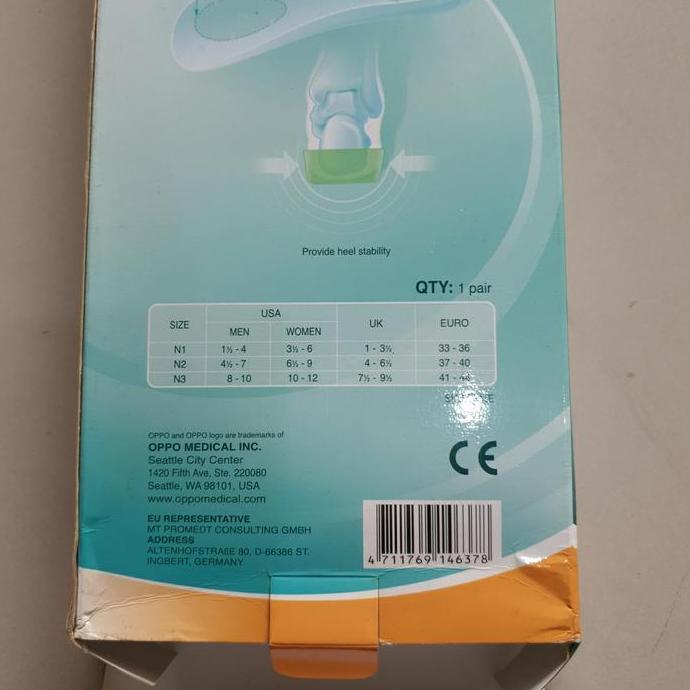 Provide heel stability
QTY: 1 pair
SIZE USA UK EURO
MEN WOMEN
N1 1½ - 4 3½ - 6 1 - 3½ 33 - 36
N2 4½ - 7 6½ - 9 4 - 6½ 37 - 40
N3 8 - 10 10 - 12 7½ - 9½ 41 -
OPPO and OPPO logo are trademarks of
OPPO MEDICAL INC.
Seattle City Center
1420 Fifth Ave, Ste. 220080
Seattle, WA 98101, USA
www.oppomedical.com
CE
EU REPRESENTATIVE
MT PROMEDT CONSULTING GMBH
ADDRESS
ALTENHOFSTRAßE 80, D-66386 ST.
INGBERT, GERMANY
4 711769 146378